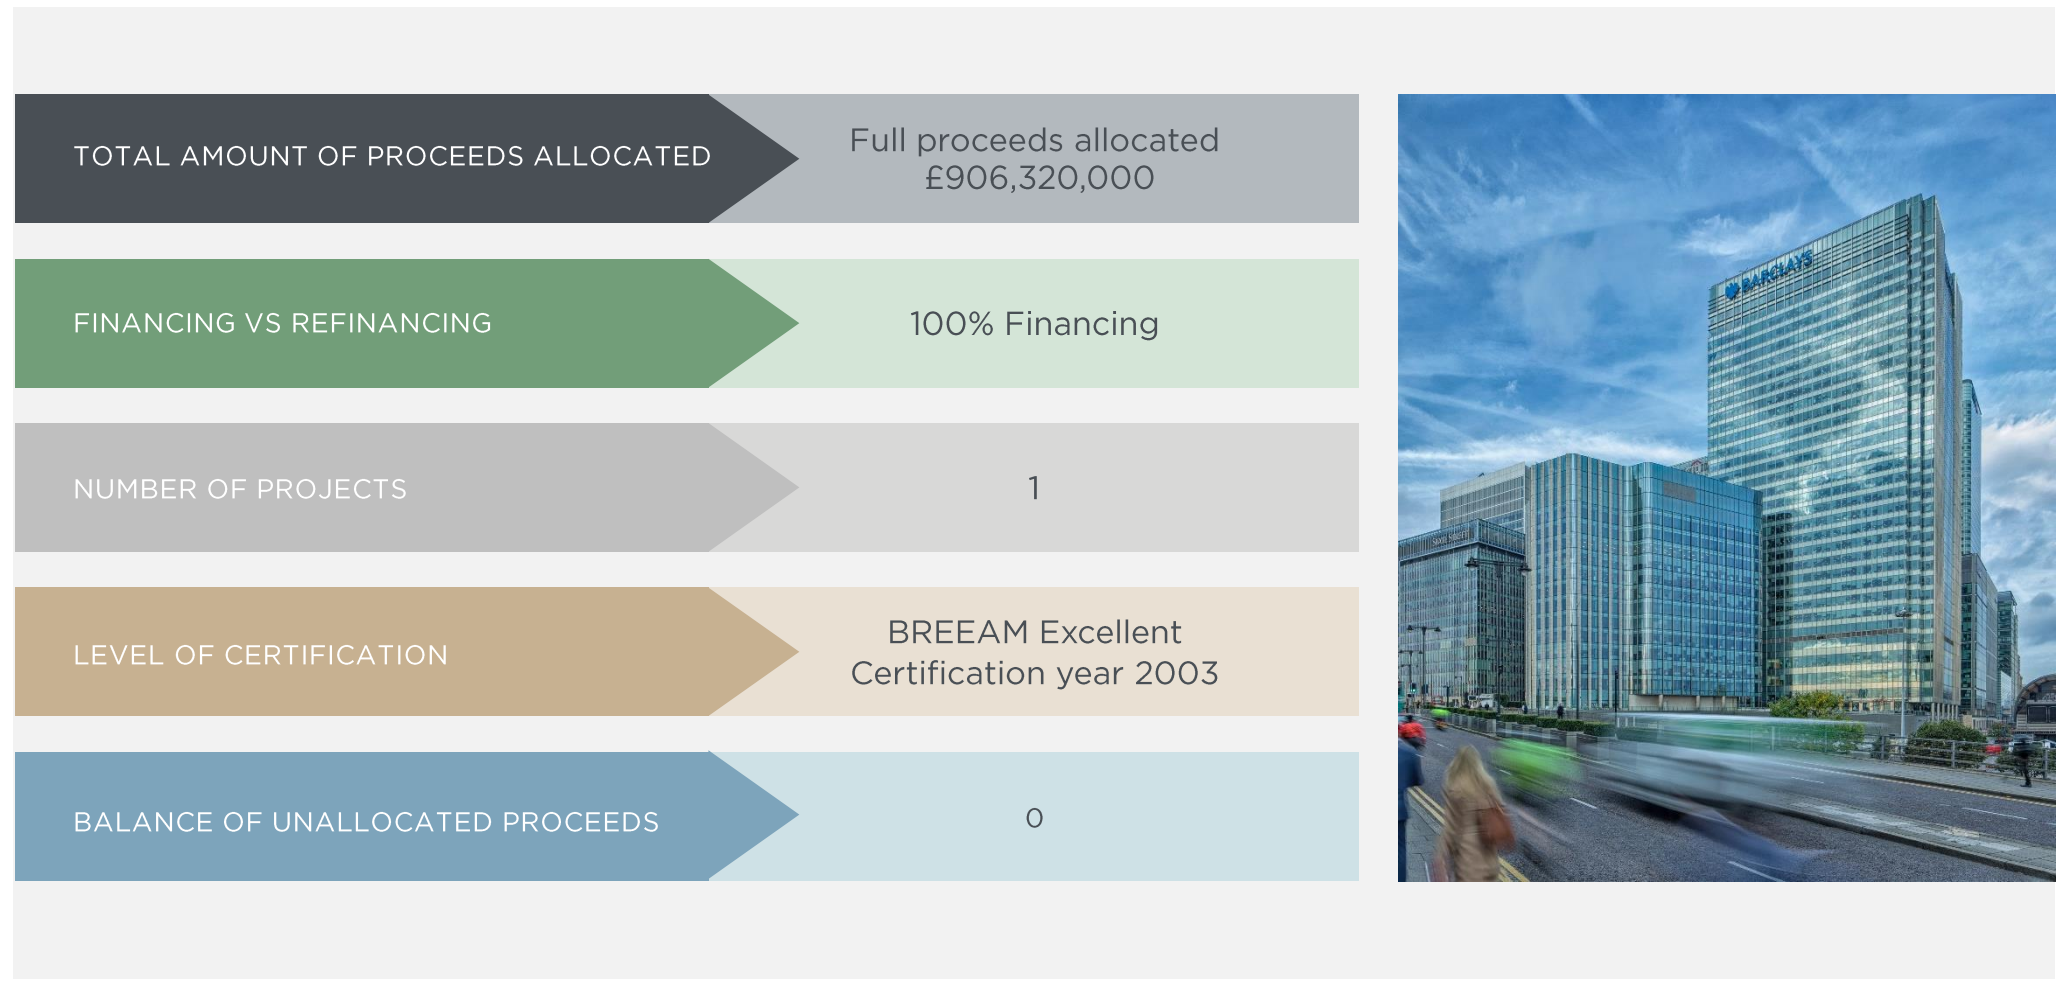 TOTAL AMOUNT OF PROCEEDS ALLOCATED
Full proceeds allocated
£906,320,000
FINANCING VS REFINANCING
100% Financing
NUMBER OF PROJECTS
1
LEVEL OF CERTIFICATION
BREEAM Excellent
Certification year 2003
BALANCE OF UNALLOCATED PROCEEDS
0
BARCLAYS